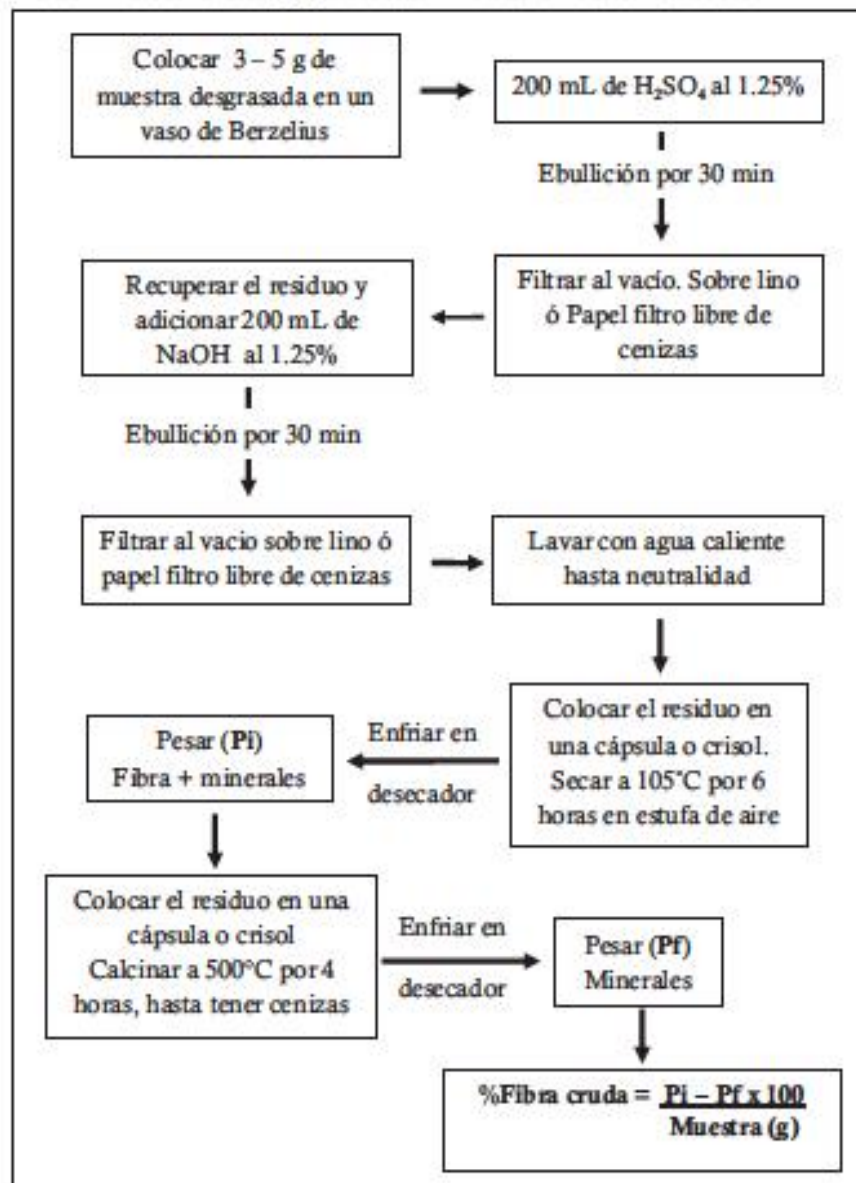 Colocar 3 – 5 g de
muestra desgrasada en un
vaso de Berzelius
200 mL de H₂SO₄ al 1.25%
Ebullición por 30 min
Filtrar al vacío. Sobre lino
ó Papel filtro libre de
cenizas
Recuperar el residuo y
adicionar 200 mL de
NaOH al 1.25%
Ebullición por 30 min
Filtrar al vacio sobre lino ó
papel filtro libre de cenizas
Lavar con agua caliente
hasta neutralidad
Colocar el residuo en
una cápsula o crisol.
Secar a 105°C por 6
horas en estufa de aire
Enfriar en
desecador
Pesar (Pi)
Fibra + minerales
Colocar el residuo en una
cápsula o crisol
Calcinar a 500°C por 4
horas, hasta tener cenizas
Enfriar en
desecador
Pesar (Pf)
Minerales
%Fibra cruda = Pi – Pf x 100
Muestra (g)